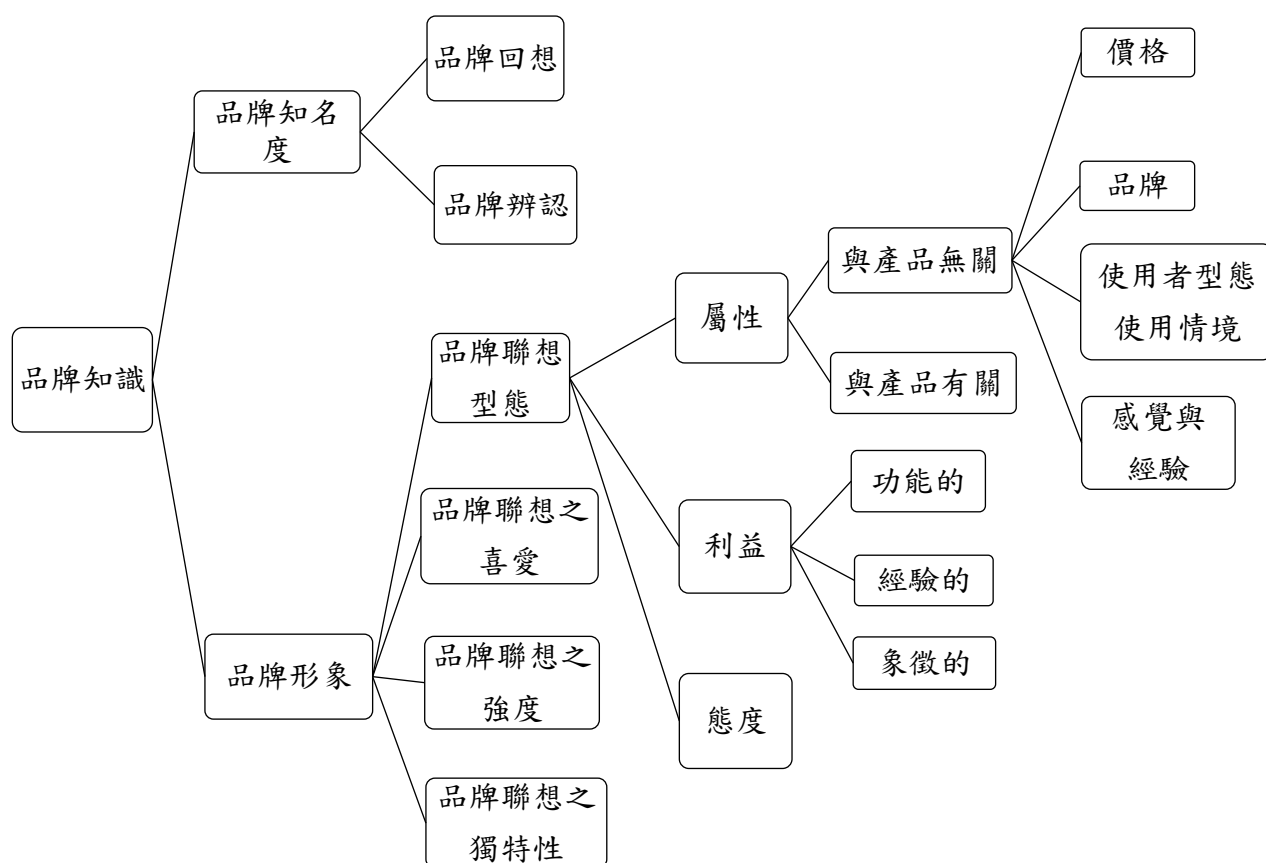 品牌知識
品牌知名
度
品牌回想
品牌辨認
品牌形象
品牌聯想
型態
品牌聯想之
喜愛
品牌聯想之
強度
品牌聯想之
獨特性
屬性
利益
態度
與產品無關
與產品有關
功能的
經驗的
象徵的
價格
品牌
使用者型態
使用情境
感覺與
經驗